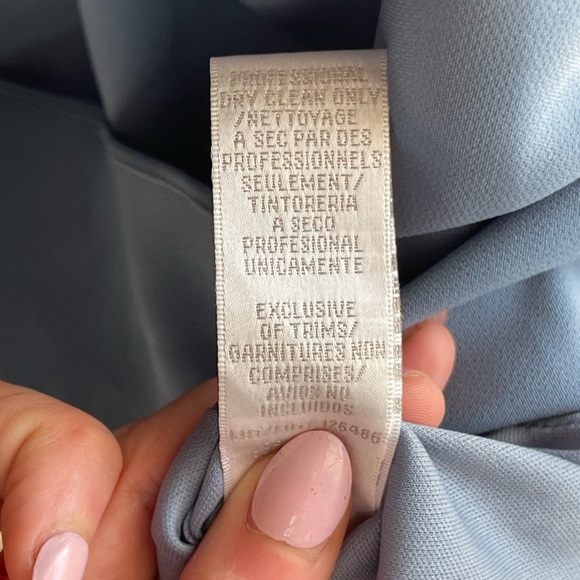 PROFESSIONAL
DRY CLEAN ONLY
/NETTOYAGE
A SEC PAR DES
PROFESSIONNELS
SEULEMENT/
TINTORERIA
A SECO
PROFESIONAL
UNICAMENTE
EXCLUSIVE
OF TRIMS/
GARNITURES NON
COMPRISES/
AVIOS NO
INCLUIDOS
126486